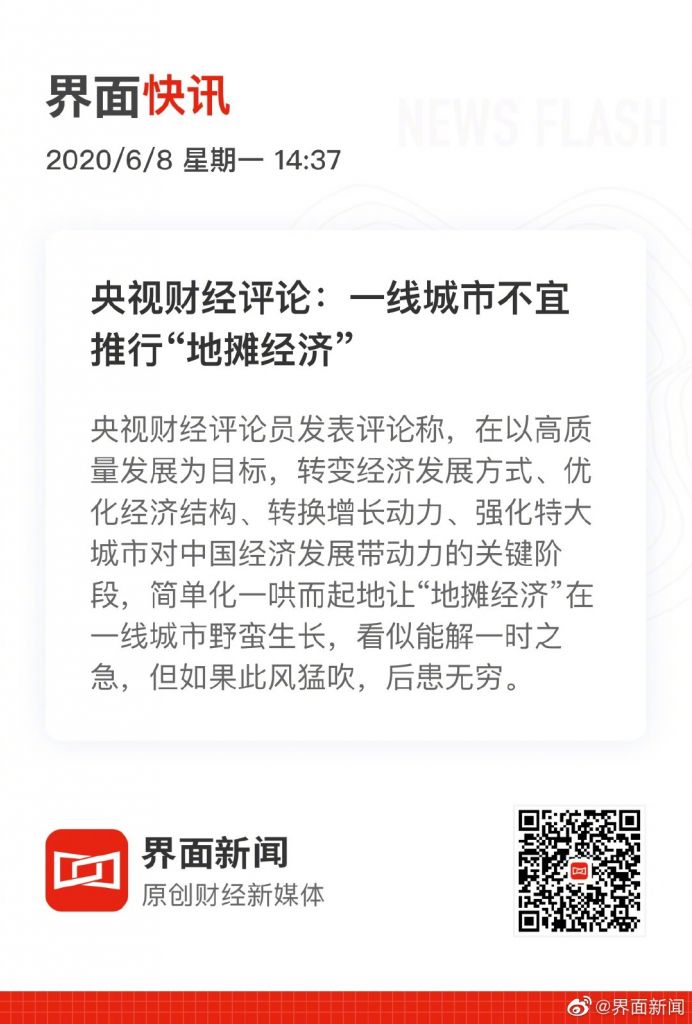 界面快讯
NEWS FLASH
2020/6/8 星期一 14:37
央视财经评论：一线城市不宜
推行“地摊经济”
央视财经评论员发表评论称，在以高质
量发展为目标，转变经济发展方式、优
化经济结构、转换增长动力、强化特大
城市对中国经济发展带动力的关键阶
段，简单化一哄而起地让“地摊经济”在
一线城市野蛮生长，看似能解一时之
急，但如果此风猛吹，后患无穷。
界面新闻
原创财经新媒体
@界面新闻